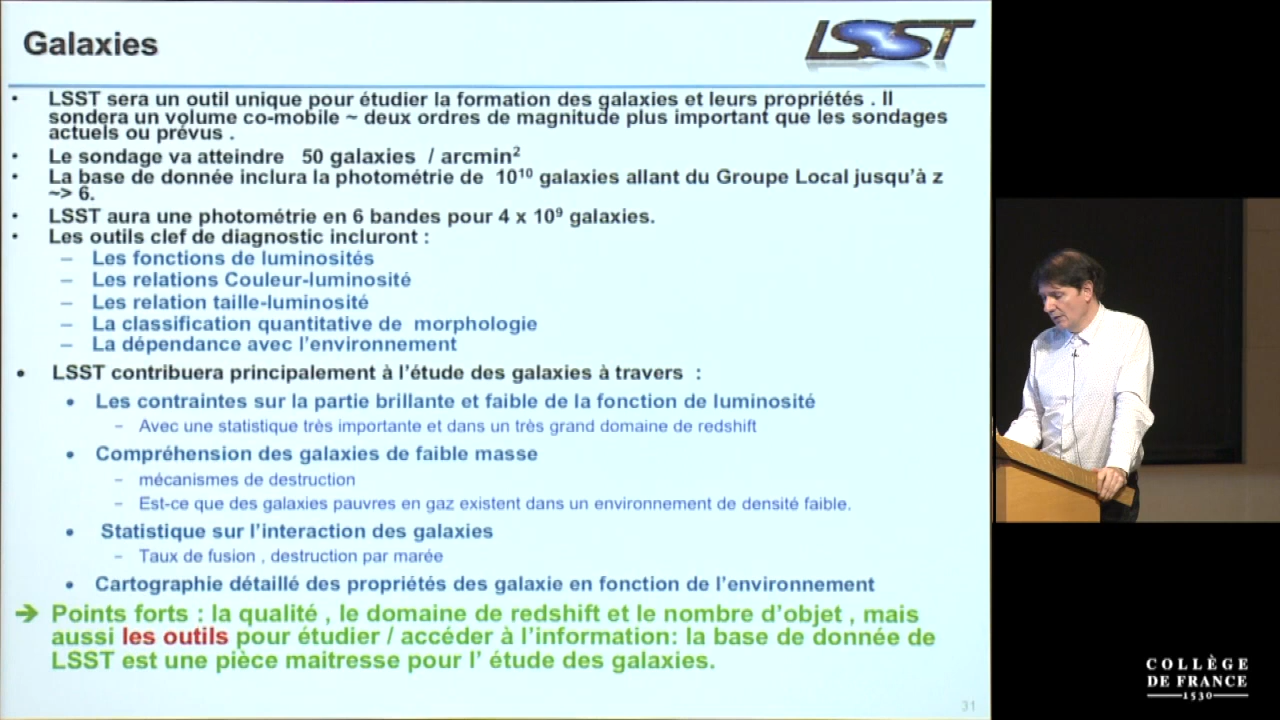 Galaxies
LSST
• LSST sera un outil unique pour étudier la formation des galaxies et leurs propriétés . Il
sondera un volume co-mobile ~ deux ordres de magnitude plus important que les sondages
actuels ou prévus .
• Le sondage va atteindre 50 galaxies / arcmin²
• La base de donnée inclura la photométrie de 10¹⁰ galaxies allant du Groupe Local jusqu'à z
~> 6.
• LSST aura une photométrie en 6 bandes pour 4 x 10⁹ galaxies.
• Les outils clef de diagnostic incluront :
– Les fonctions de luminosités
– Les relations Couleur-luminosité
– Les relation taille-luminosité
– La classification quantitative de morphologie
– La dépendance avec l'environnement
• LSST contribuera principalement à l'étude des galaxies à travers :
• Les contraintes sur la partie brillante et faible de la fonction de luminosité
– Avec une statistique très importante et dans un très grand domaine de redshift
• Compréhension des galaxies de faible masse
– mécanismes de destruction
– Est-ce que des galaxies pauvres en gaz existent dans un environment de densité faible.
• Statistique sur l'interaction des galaxies
– Taux de fusion , destruction par marée
• Cartographie détaillé des propriétés des galaxie en fonction de l'environnement
➔ Points forts : la qualité , le domaine de redshift et le nombre d'objet , mais
aussi les outils pour étudier / accéder à l'information: la base de donnée de
LSST est une pièce maitresse pour l' étude des galaxies.
31
COLLÈGE
DE FRANCE
1530